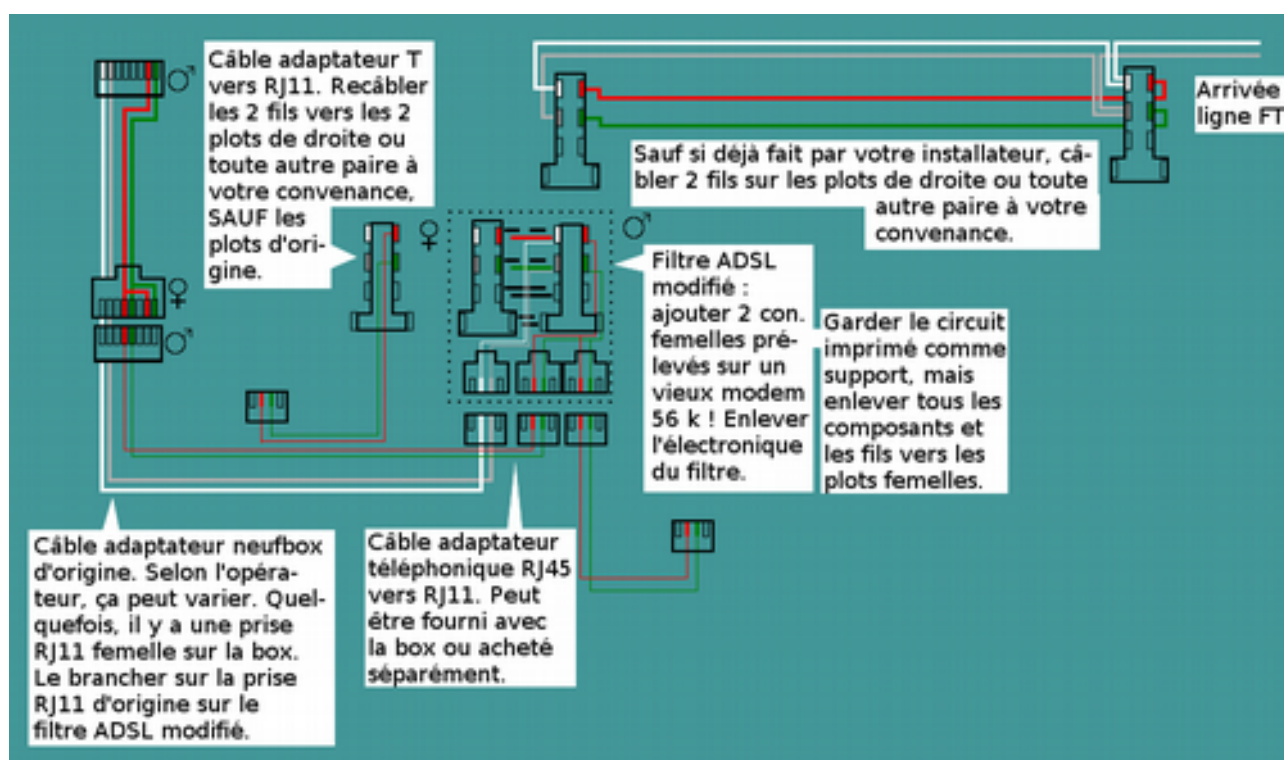 Câble adaptateur T
vers RJ11. Recâbler
les 2 fils vers les 2
plots de droite ou
toute autre paire à
votre convenance,
SAUF les
plots d'ori-
gine.
Arrivée
ligne FT
Sauf si déjà fait par votre installateur, câ-
bler 2 fils sur les plots de droite ou toute
autre paire à votre
convenance.
Filtre ADSL
modifié :
ajouter 2 con.
femelles pré-
levés sur un
vieux modem
56 k ! Enlever
l'électronique
du filtre.
Garder le circuit
imprimé comme
support, mais
enlever tous les
composants et
les fils vers les
plots femelles.
Câble adaptateur neufbox
d'origine. Selon l'opéra-
teur, ça peut varier. Quel-
quefois, il y a une prise
RJ11 femelle sur la box.
Le brancher sur la prise
RJ11 d'origine sur le
filtre ADSL modifié.
Câble adaptateur
téléphonique RJ45
vers RJ11. Peut
être fourni avec
la box ou acheté
séparément.